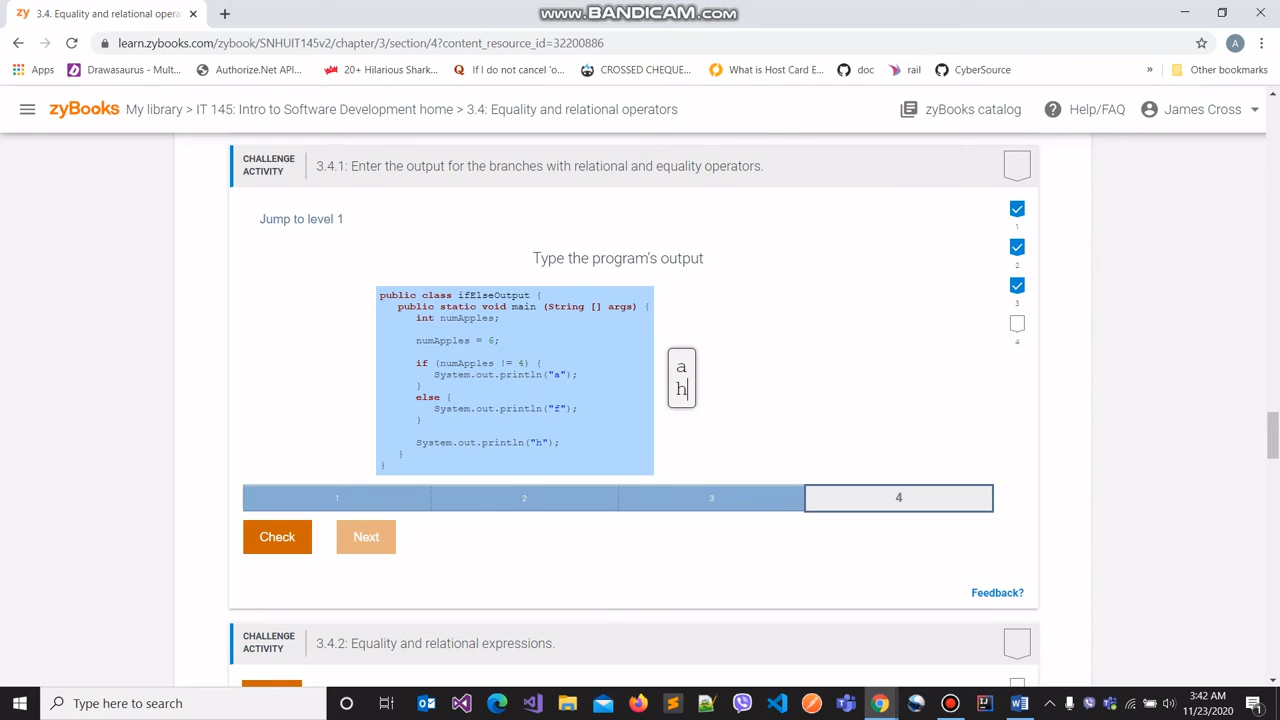 www.BANDICAM.com
zy 3.4. Equality and relational opera
learn.zybooks.com/zybook/SNHUIT145v2/chapter/3/section/4?content_resource_id=32200886
Apps Drawasaurus - Mult... Authorize.Net API... 20+ Hilarious Shark... If I do not cancel 'o... CROSSED CHEQUE... What is Host Card E... doc rail CyberSource » Other bookmarks
zyBooks My library > IT 145: Intro to Software Development home > 3.4: Equality and relational operators zyBooks catalog Help/FAQ James Cross
CHALLENGE
ACTIVITY
3.4.1: Enter the output for the branches with relational and equality operators.
Jump to level 1
1
2
3
4
Type the program's output
public class ifElseOutput {
public static void main (String [] args) {
int numApples;
numApples = 6;
if (numApples != 4) {
System.out.println("a");
}
else {
System.out.println("f");
}
System.out.println("h");
}
}
a
h
1 2 3 4
Check Next
Feedback?
CHALLENGE
ACTIVITY
3.4.2: Equality and relational expressions.
Type here to search
3:42 AM
11/23/2020